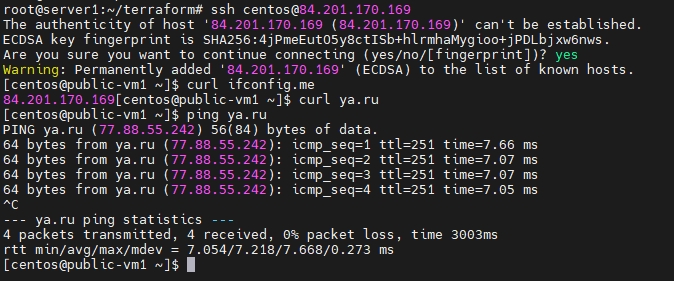 root@server1:~/terraform# ssh centos@84.201.170.169
The authenticity of host '84.201.170.169 (84.201.170.169)' can't be established.
ECDSA key fingerprint is SHA256:4jPmeEutO5y8ctISb+hlrmhaMygioo+jPDLbjxw6nws.
Are you sure you want to continue connecting (yes/no/[fingerprint])? yes
Warning: Permanently added '84.201.170.169' (ECDSA) to the list of known hosts.
[centos@public-vm1 ~]$ curl ifconfig.me
84.201.170.169[centos@public-vm1 ~]$ curl ya.ru
[centos@public-vm1 ~]$ ping ya.ru
PING ya.ru (77.88.55.242) 56(84) bytes of data.
64 bytes from ya.ru (77.88.55.242): icmp_seq=1 ttl=251 time=7.66 ms
64 bytes from ya.ru (77.88.55.242): icmp_seq=2 ttl=251 time=7.07 ms
64 bytes from ya.ru (77.88.55.242): icmp_seq=3 ttl=251 time=7.07 ms
64 bytes from ya.ru (77.88.55.242): icmp_seq=4 ttl=251 time=7.05 ms
^C
--- ya.ru ping statistics ---
4 packets transmitted, 4 received, 0% packet loss, time 3003ms
rtt min/avg/max/mdev = 7.054/7.218/7.668/0.273 ms
[centos@public-vm1 ~]$